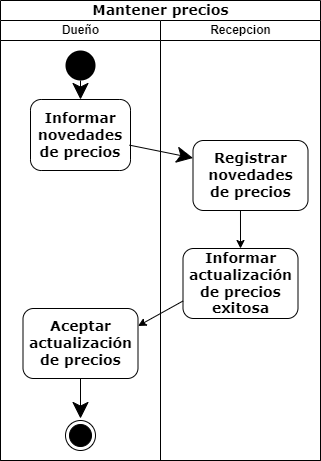 Mantener precios
Dueño
Recepcion
Informar
novedades
de precios
Registrar
novedades
de precios
Informar
actualización
de precios
exitosa
Aceptar
actualización
de precios